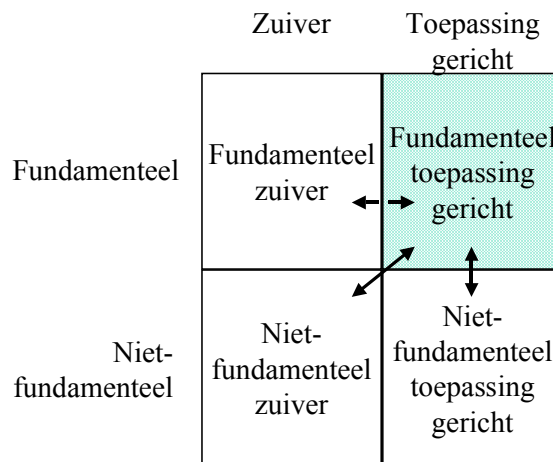 Zuiver
Toepassing
gericht
Fundamenteel
Fundamenteel
zuiver
Fundamenteel
toepassing
gericht
Niet-
fundamenteel
Niet-
fundamenteel
zuiver
Niet-
fundamenteel
toepassing
gericht